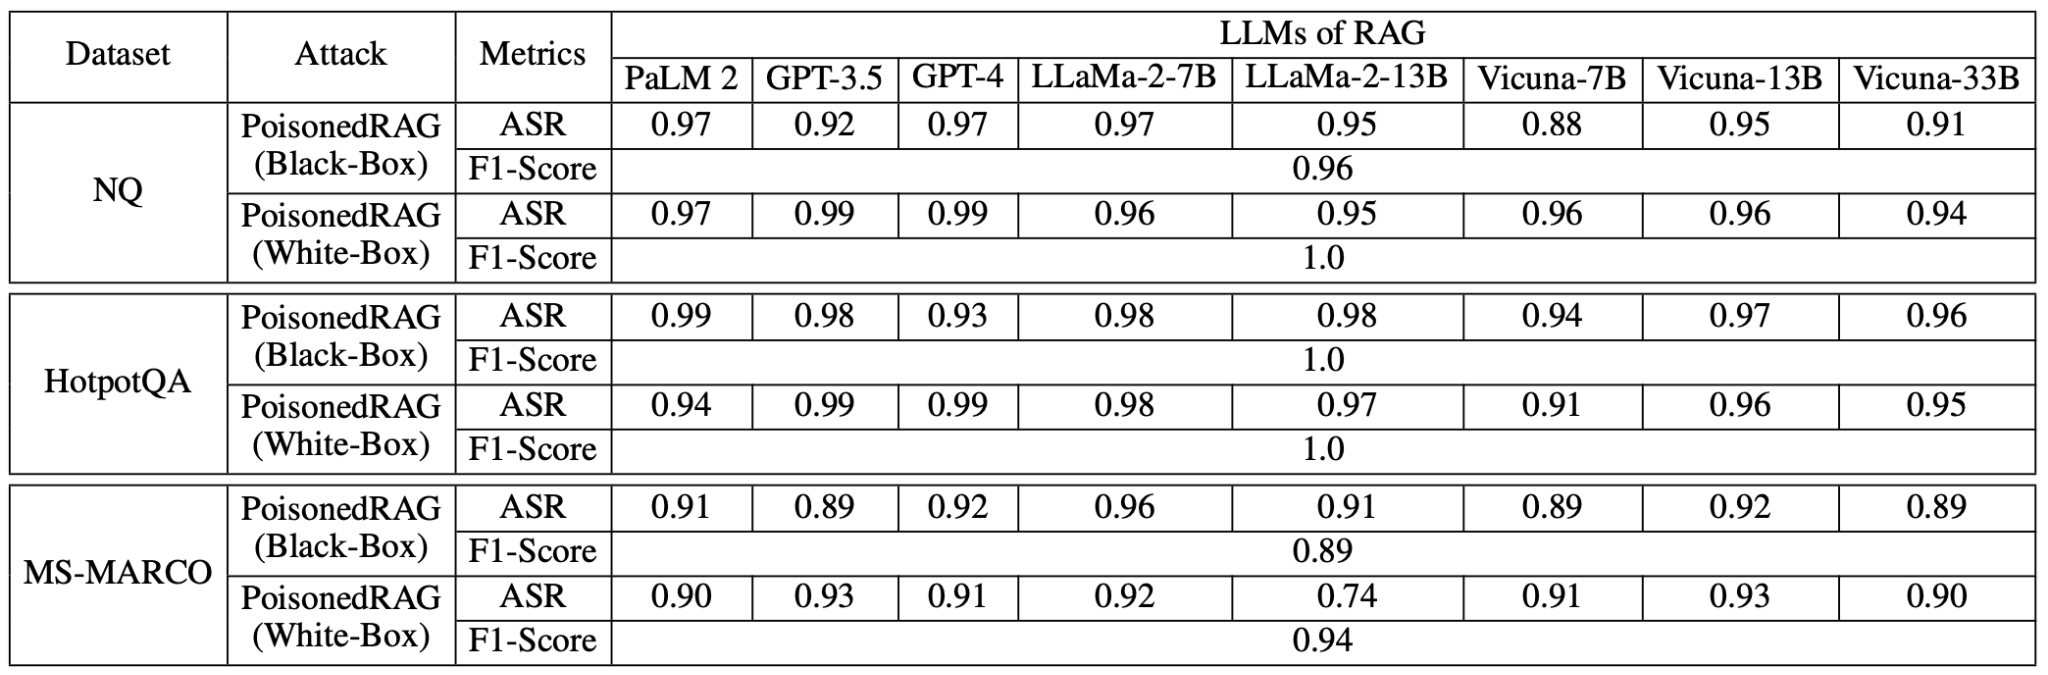 Dataset Attack Metrics LLMs of RAG
PaLM 2 GPT-3.5 GPT-4 LLaMa-2-7B LLaMa-2-13B Vicuna-7B Vicuna-13B Vicuna-33B
NQ
PoisonedRAG
(Black-Box)
ASR 0.97 0.92 0.97 0.97 0.95 0.88 0.95 0.91
F1-Score 0.96
PoisonedRAG
(White-Box)
ASR 0.97 0.99 0.99 0.96 0.95 0.96 0.96 0.94
F1-Score 1.0
HotpotQA
PoisonedRAG
(Black-Box)
ASR 0.99 0.98 0.93 0.98 0.98 0.94 0.97 0.96
F1-Score 1.0
PoisonedRAG
(White-Box)
ASR 0.94 0.99 0.99 0.98 0.97 0.91 0.96 0.95
F1-Score 1.0
MS-MARCO
PoisonedRAG
(Black-Box)
ASR 0.91 0.89 0.92 0.96 0.91 0.89 0.92 0.89
F1-Score 0.89
PoisonedRAG
(White-Box)
ASR 0.90 0.93 0.91 0.92 0.74 0.91 0.93 0.90
F1-Score 0.94